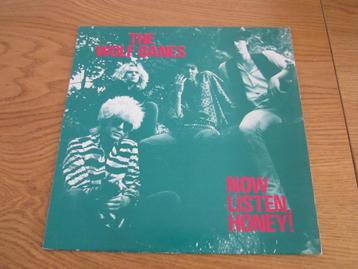 THE
WOLF BANES
NOW
LISTEN,
HONEY!